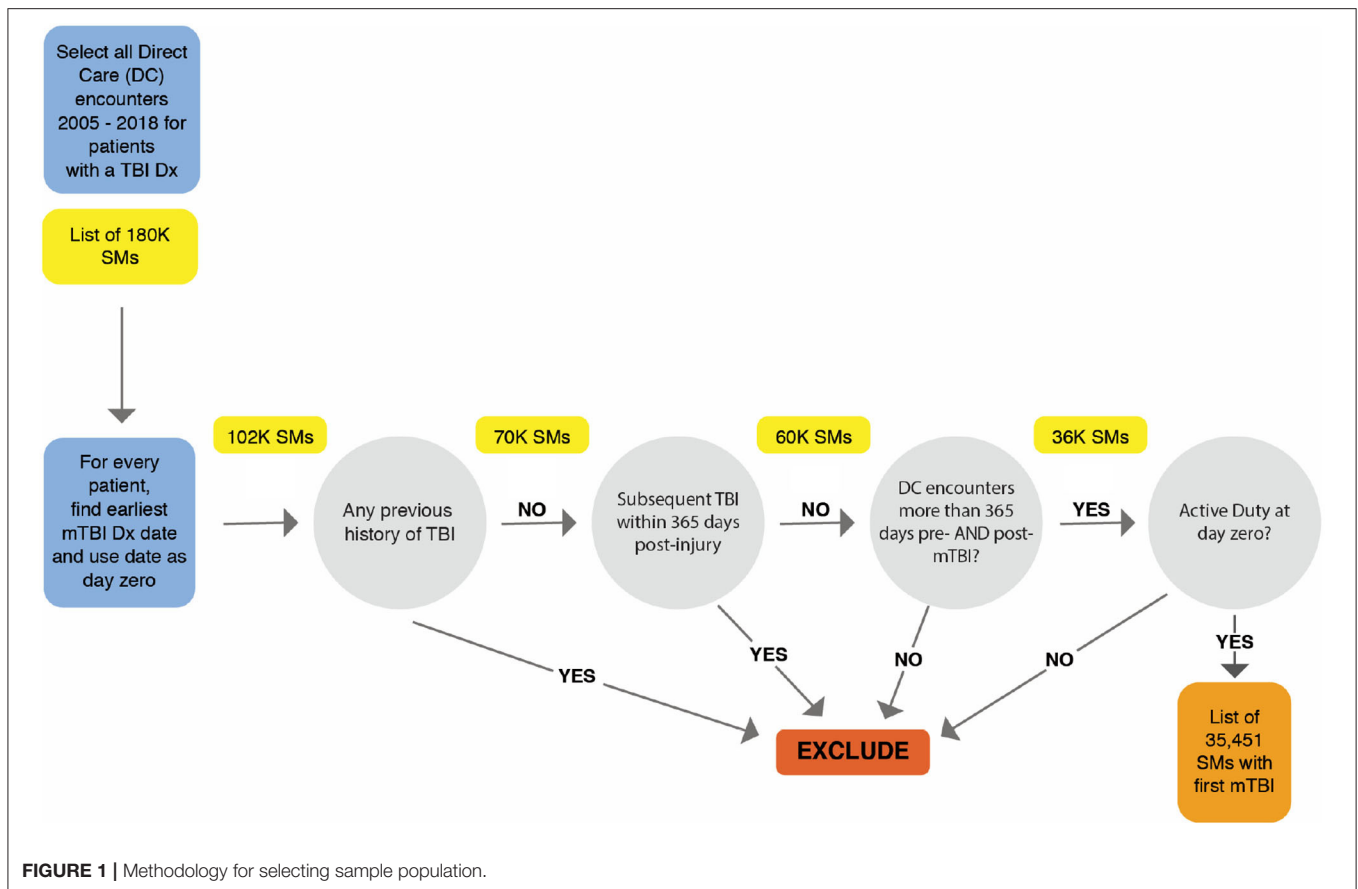 Select all Direct
Care (DC)
encounters
2005 - 2018 for
patients
with a TBI Dx
List of 180K
SMs
For every
patient,
find earliest
mTBI Dx date
and use date as
day zero
102K SMs
Any previous
history of TBI
NO
70K SMs
Subsequent TBI
within 365 days
post-injury
NO
60K SMs
DC encounters
more than 365
days pre- AND post-
mTBI?
YES
36K SMs
Active Duty at
day zero?
YES
YES
NO
NO
YES
EXCLUDE
List of
35,451
SMs with
first mTBI
FIGURE 1 | Methodology for selecting sample population.